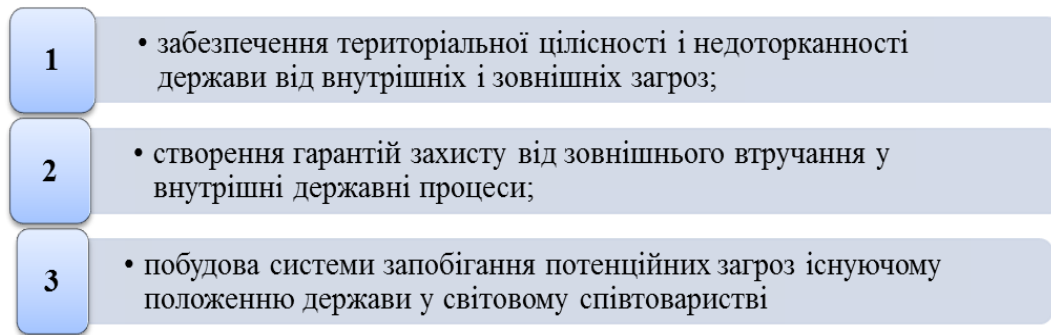 1
• забезпечення територіальної цілісності і недоторканності
держави від внутрішніх і зовнішніх загроз;
2
• створення гарантій захисту від зовнішнього втручання у
внутрішні державні процеси;
3
• побудова системи запобігання потенційних загроз існуючому
положенню держави у світовому співтоваристві